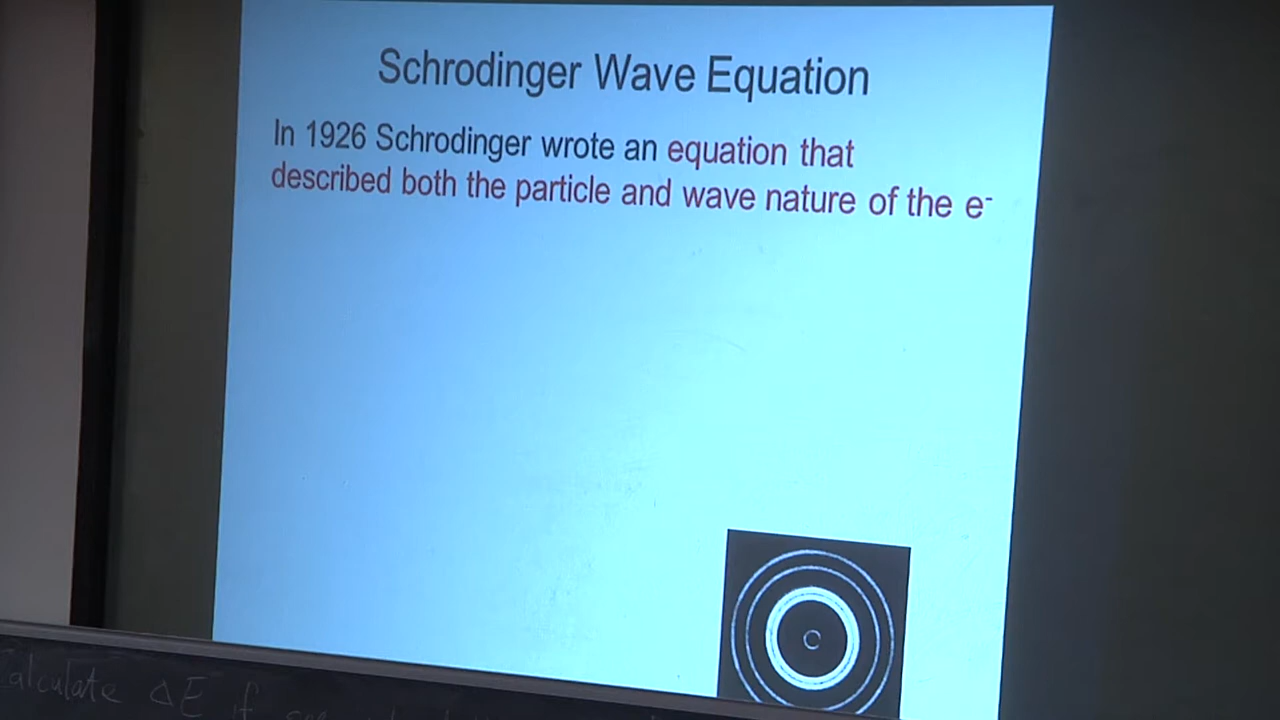 Schrodinger Wave Equation
In 1926 Schrodinger wrote an equation that
described both the particle and wave nature of the e⁻
alculate ΔE if